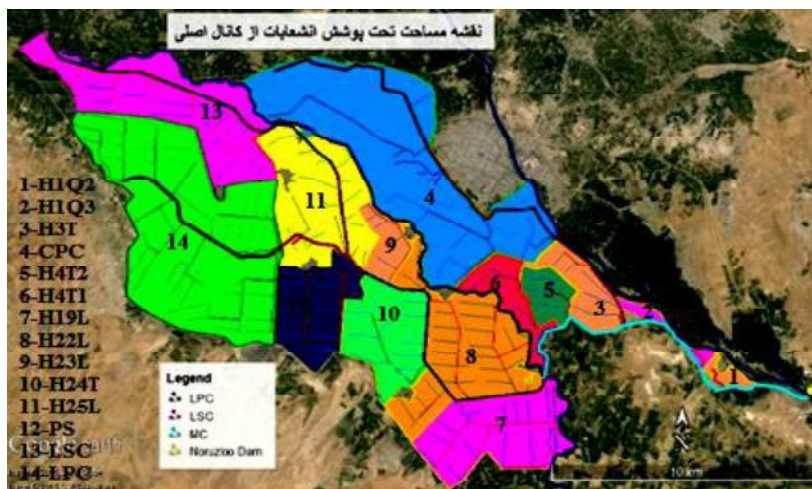 نقشه مساحت تحت پوشش انشعابات از کانال اصلی
13
4
11
14
9
6
5
3
2
10
8
1
7
1-H1Q2
2-H1Q3
3-H3T
4-CPC
5-H4T2
6-H4T1
7-H19L
8-H22L
9-H23L
10-H24T
11-H25L
12-PS
13-LSC
14-LPC
Legend
LPC
LSC
MC
Noruzloo Dam
N
10 km